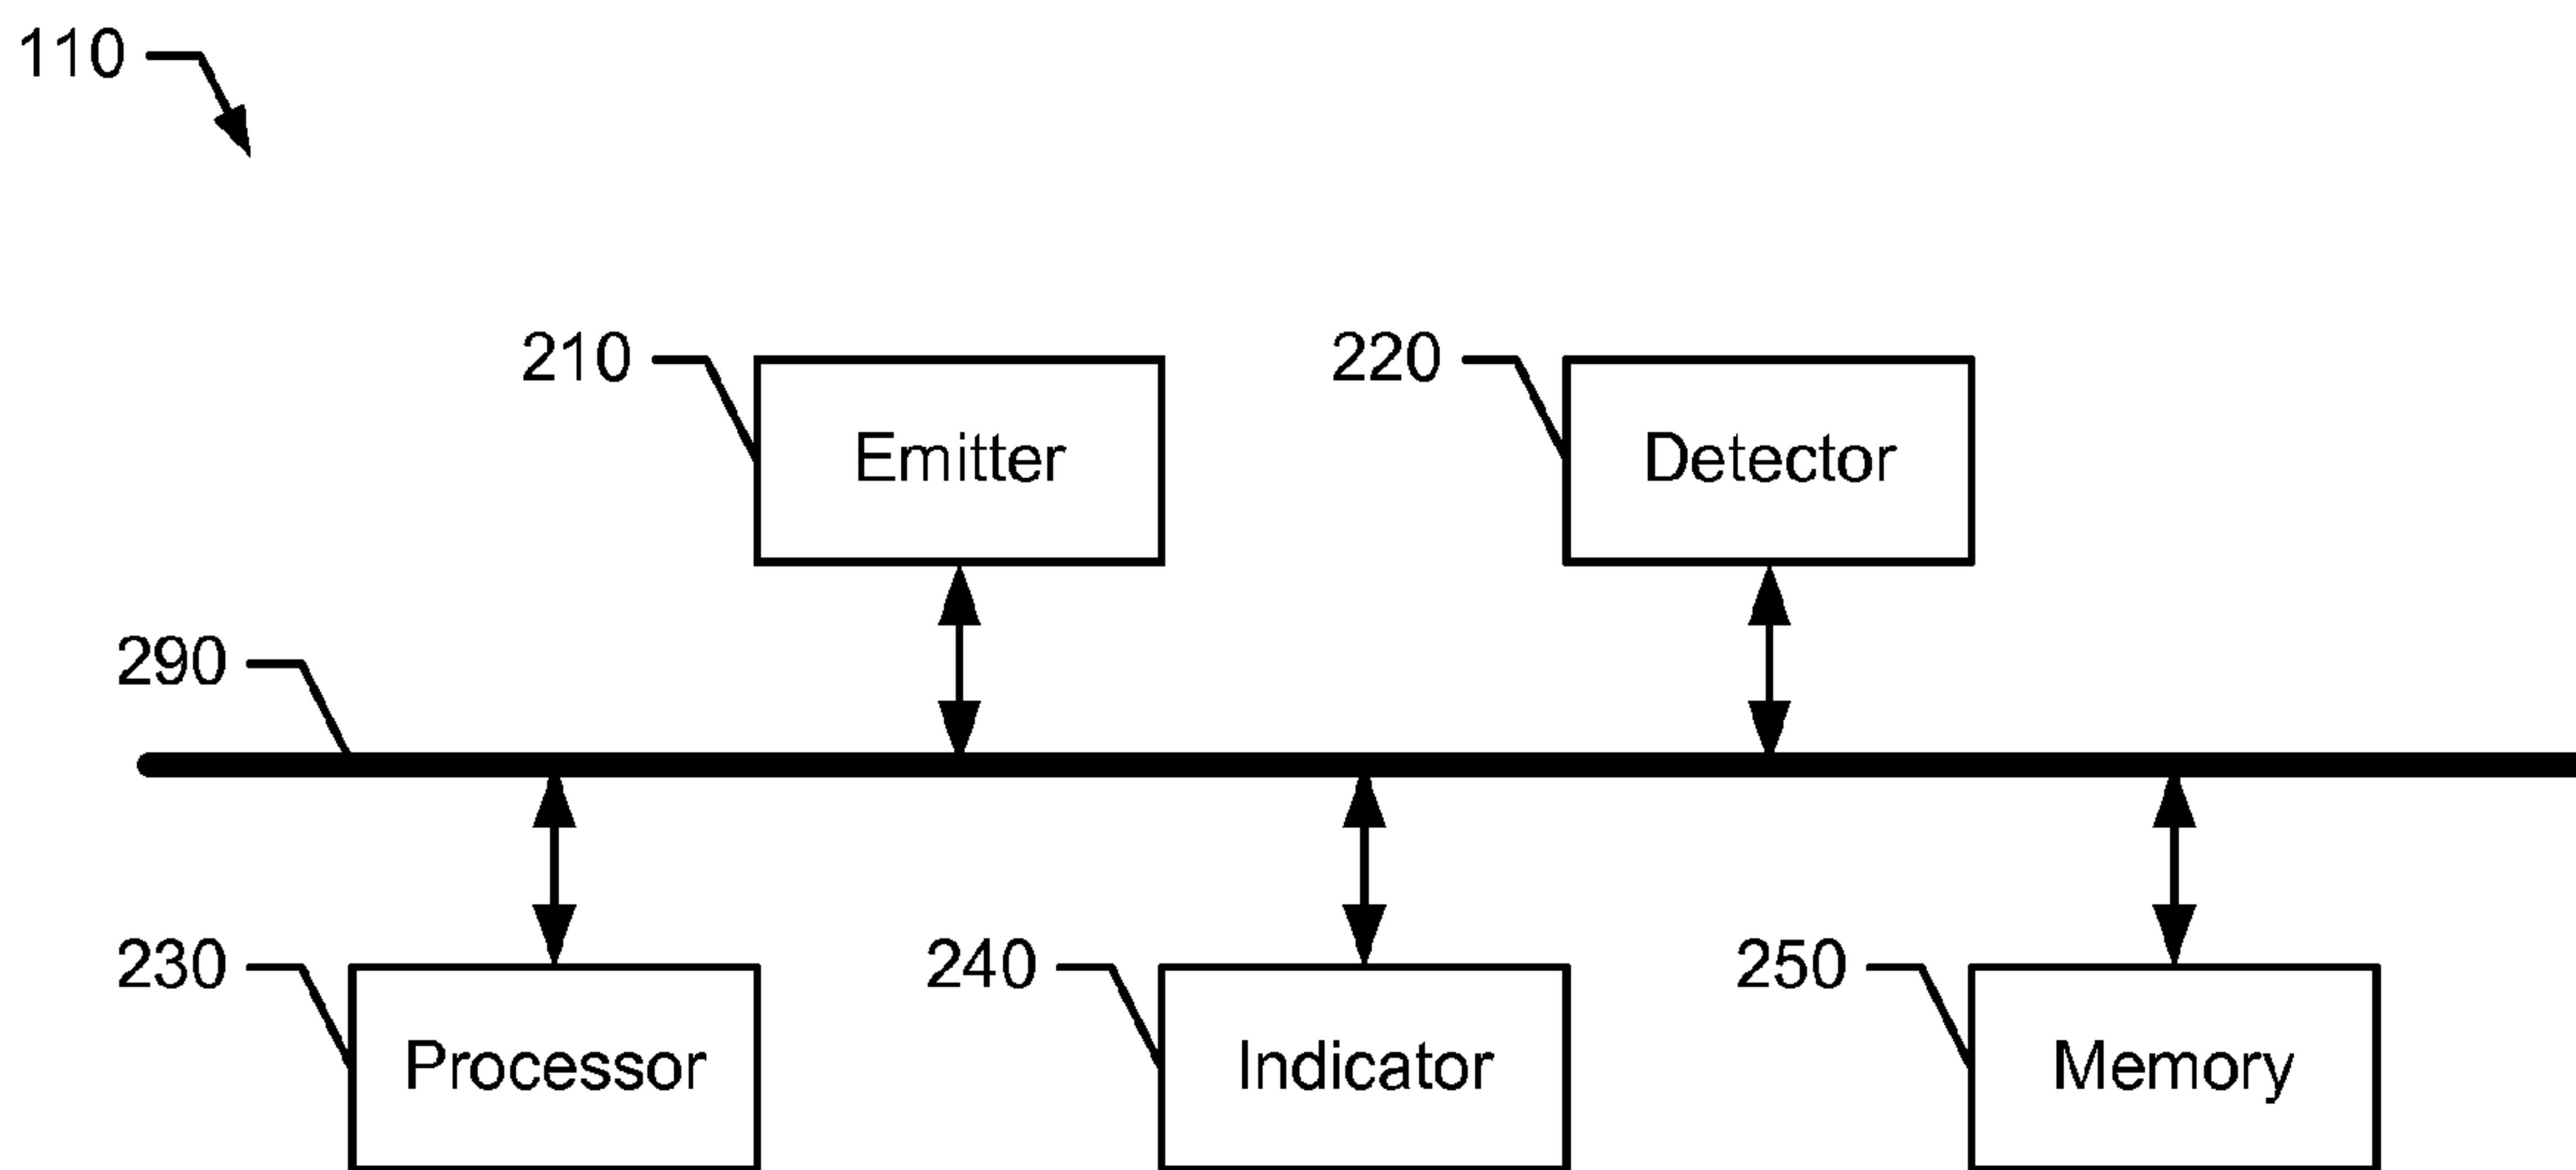 110
210
Emitter
220
Detector
290
230
Processor
240
Indicator
250
Memory